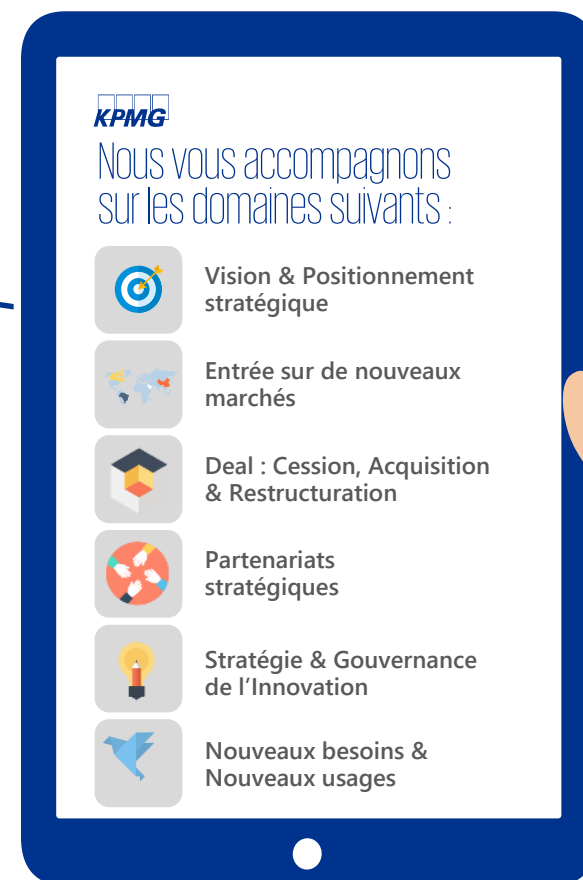 KPMG
Nous vous accompagnons
sur les domaines suivants :
Vision & Positionnement
stratégique
Entrée sur de nouveaux
marchés
Deal : Cession, Acquisition
& Restructuration
Partenariats
stratégiques
Stratégie & Gouvernance
de l’Innovation
Nouveaux besoins &
Nouveaux usages